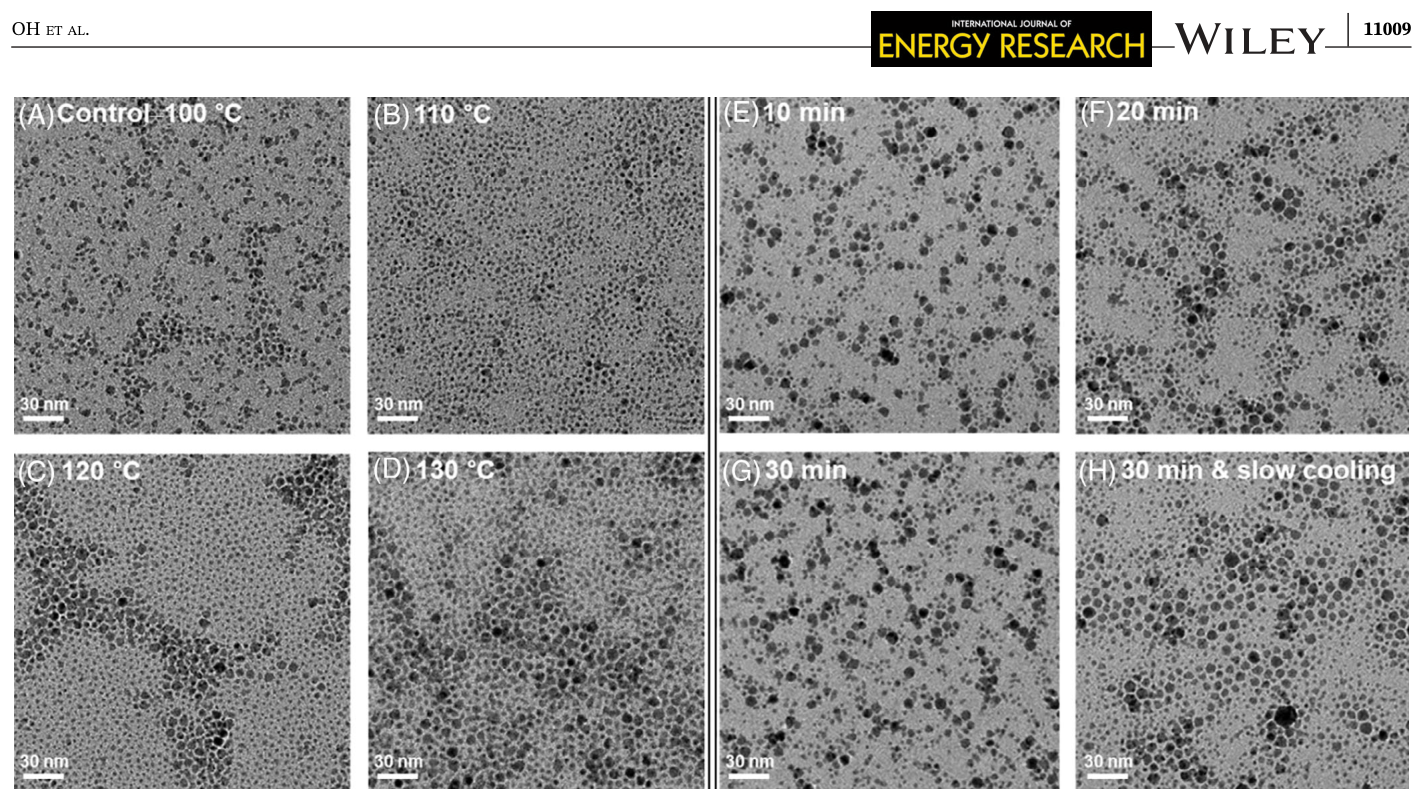 OH ET AL.
INTERNATIONAL JOURNAL OF
ENERGY RESEARCH
WILEY
11009
(A) Control 100 °C
(B) 110 °C
(E) 10 min
(F) 20 min
30 nm
30 nm
30 nm
30 nm
(C) 120 °C
(D) 130 °C
(G) 30 min
(H) 30 min & slow cooling
30 nm
30 nm
30 nm
30 nm